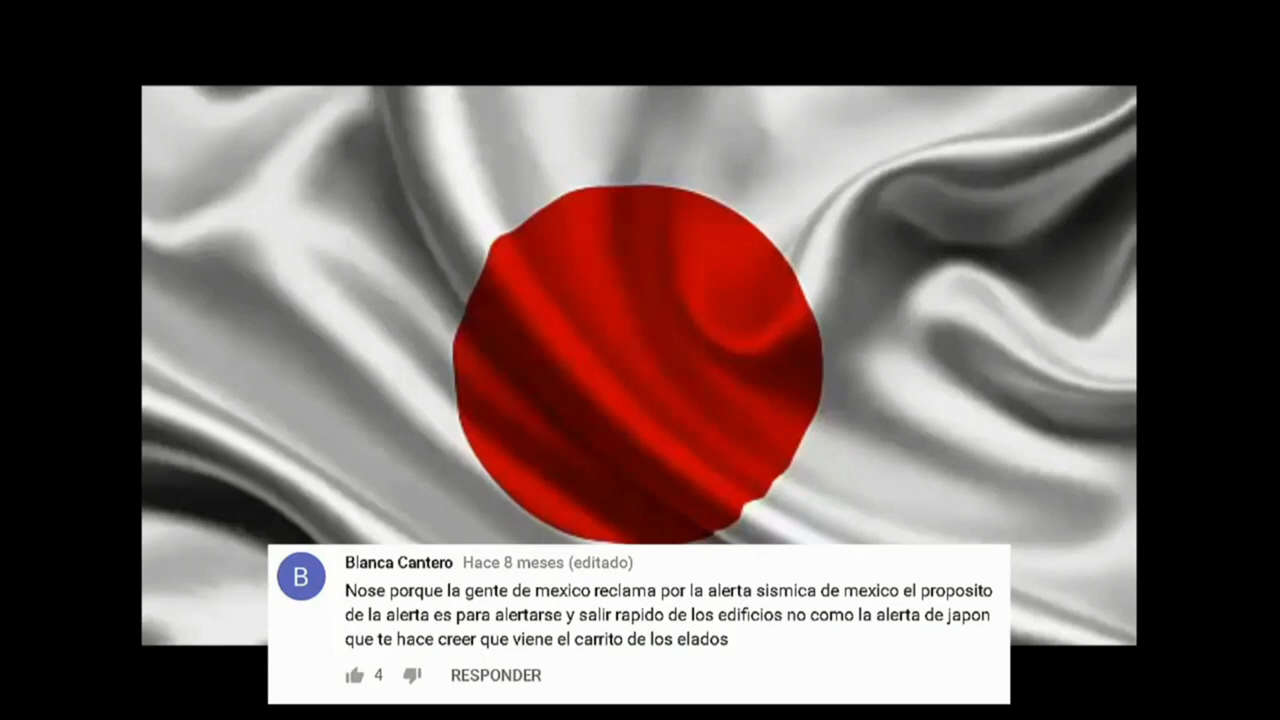 B
Blanca Cantero Hace 8 meses (editado)
Nose porque la gente de mexico reclama por la alerta sismica de mexico el proposito
de la alerta es para alertarse y salir rapido de los edificios no como la alerta de japon
que te hace creer que viene el carrito de los elados
4 RESPONDER